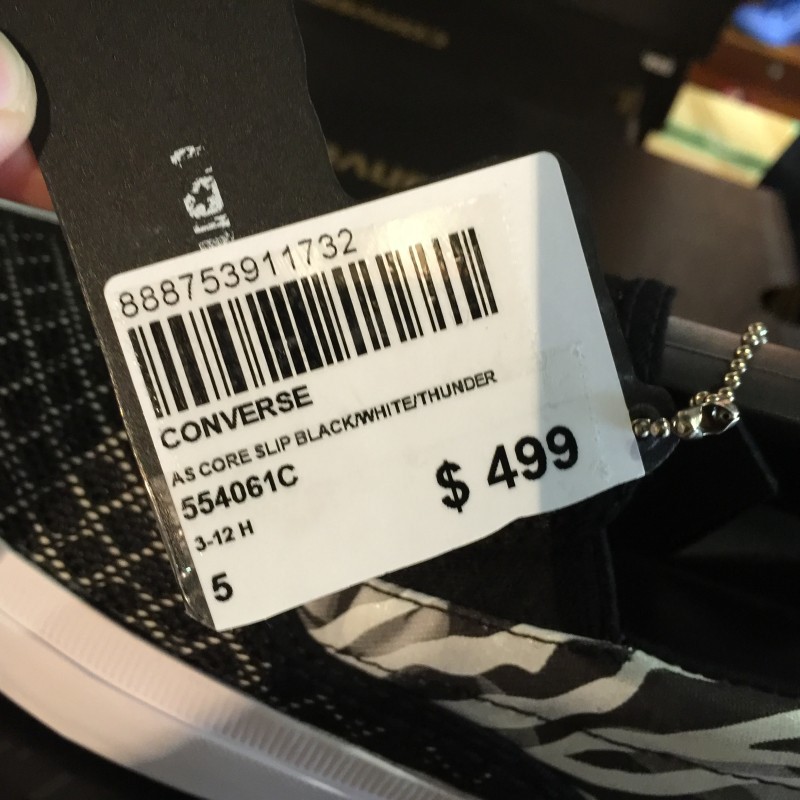 888753911732
CONVERSE
AS CORE SLIP BLACK/WHITE/THUNDER
554061C
$ 499
3-12 H
5